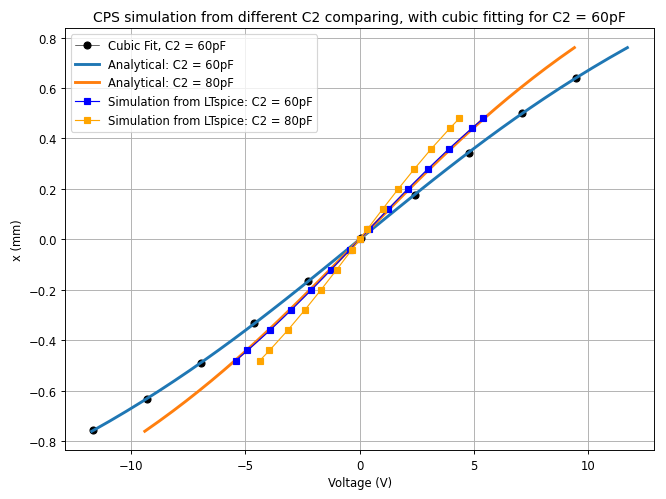 CPS simulation from different C2 comparing, with cubic fitting for C2 = 60pF
Cubic Fit, C2 = 60pF
Analytical: C2 = 60pF
Analytical: C2 = 80pF
Simulation from LTspice: C2 = 60pF
Simulation from LTspice: C2 = 80pF
x (mm)
0.8
0.6
0.4
0.2
0.0
−0.2
−0.4
−0.6
−0.8
−10
−5
0
5
10
Voltage (V)